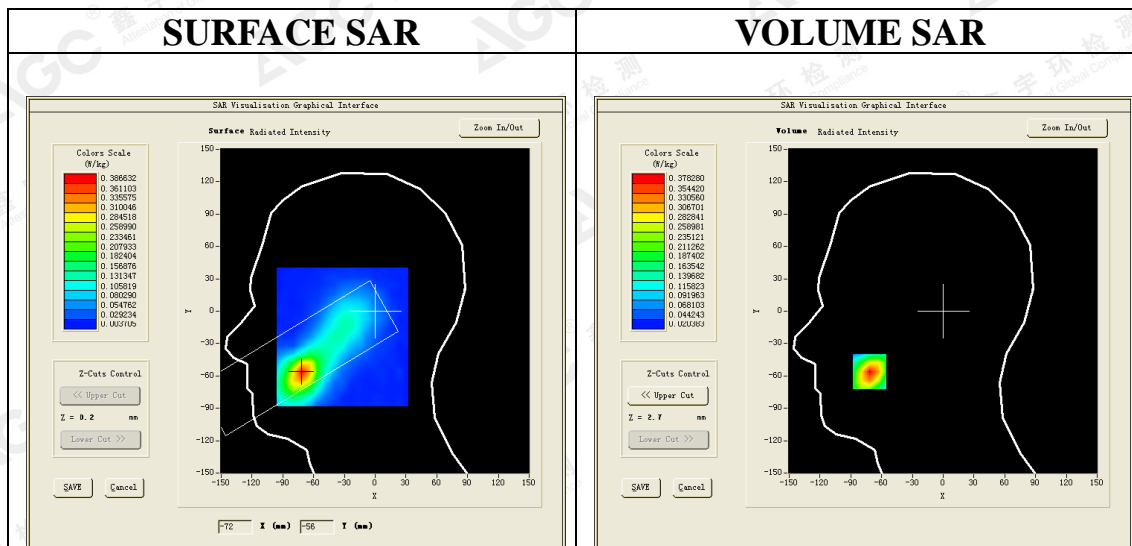 SURFACE SAR
VOLUME SAR
SAR Visualisation Graphical Interface
Surface Radiated Intensity
Zoom In/Out
Colors Scale
(W/kg)
0.386632
0.361103
0.335575
0.310046
0.284518
0.258990
0.233461
0.207933
0.182404
0.156876
0.131347
0.105819
0.080290
0.054762
0.029234
0.003705
150
120
90
60
30
0
-30
-60
-90
-120
-150
Y
-150 -120 -90 -60 -30 0 30 60 90 120 150
X
Z-Cuts Control
<< Upper Cut
Z = 0.2 mm
Lower Cut >>
SAVE Cancel
-72 X (mm) -56 Y (mm)
SAR Visualisation Graphical Interface
Volume Radiated Intensity
Zoom In/Out
Colors Scale
(W/kg)
0.378280
0.354420
0.330560
0.306701
0.282841
0.258981
0.235121
0.211262
0.187402
0.163542
0.139682
0.115823
0.091963
0.068103
0.044243
0.020383
150
120
90
60
30
0
-30
-60
-90
-120
-150
Y
-150 -120 -90 -60 -30 0 30 60 90 120 150
X
Z-Cuts Control
<< Upper Cut
Z = 2.7 mm
Lower Cut >>
SAVE Cancel